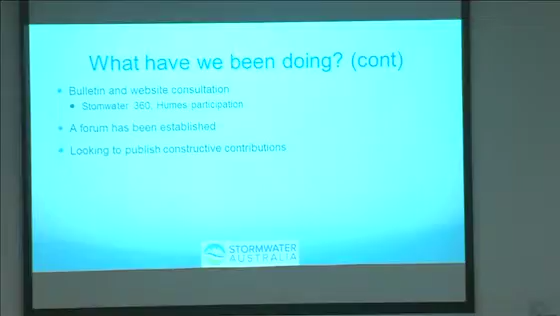 What have we been doing? (cont)
Bulletin and website consultation
Stomwater 360, Humes participation
A forum has been established
Looking to publish constructive contributions
STORMWATER
AUSTRALIA